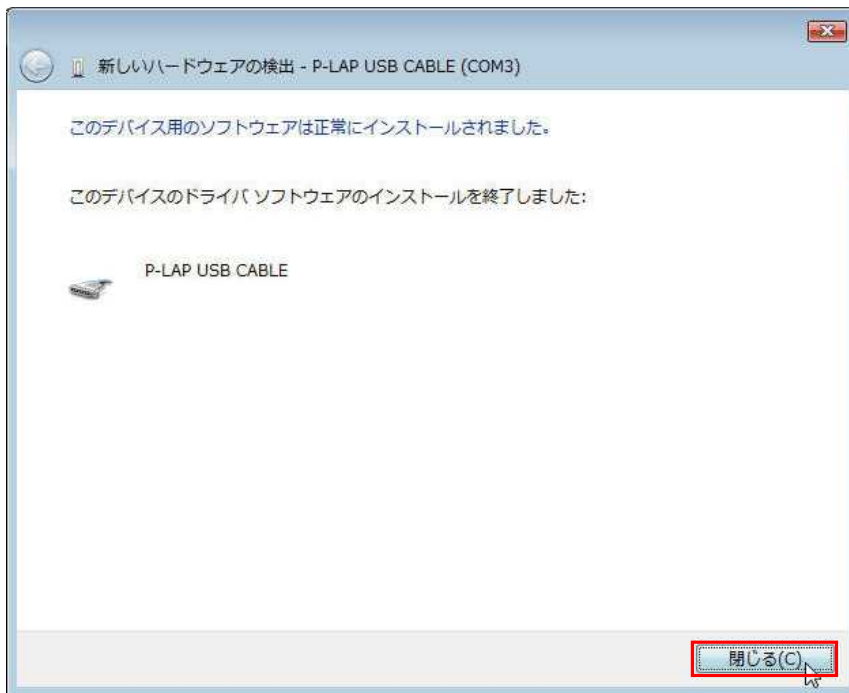 新しいハードウェアの検出 - P-LAP USB CABLE (COM3)
このデバイス用のソフトウェアは正常にインストールされました。
このデバイスのドライバ ソフトウェアのインストールを終了しました:
P-LAP USB CABLE
閉じる(C)